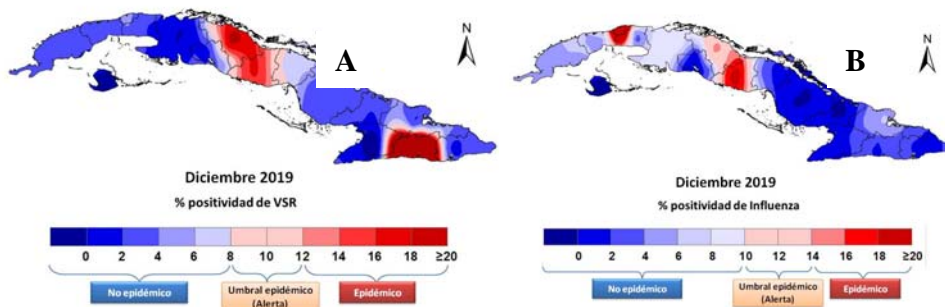 A
N
Diciembre 2019
% positividad de VSR
0 2 4 6 8 10 12 14 16 18 ≥20
No epidémico
Umbral epidémico
(Alerta)
Epidémico
B
N
Diciembre 2019
% positividad de Influenza
0 2 4 6 8 10 12 14 16 18 ≥20
No epidémico
Umbral epidémico
(Alerta)
Epidémico